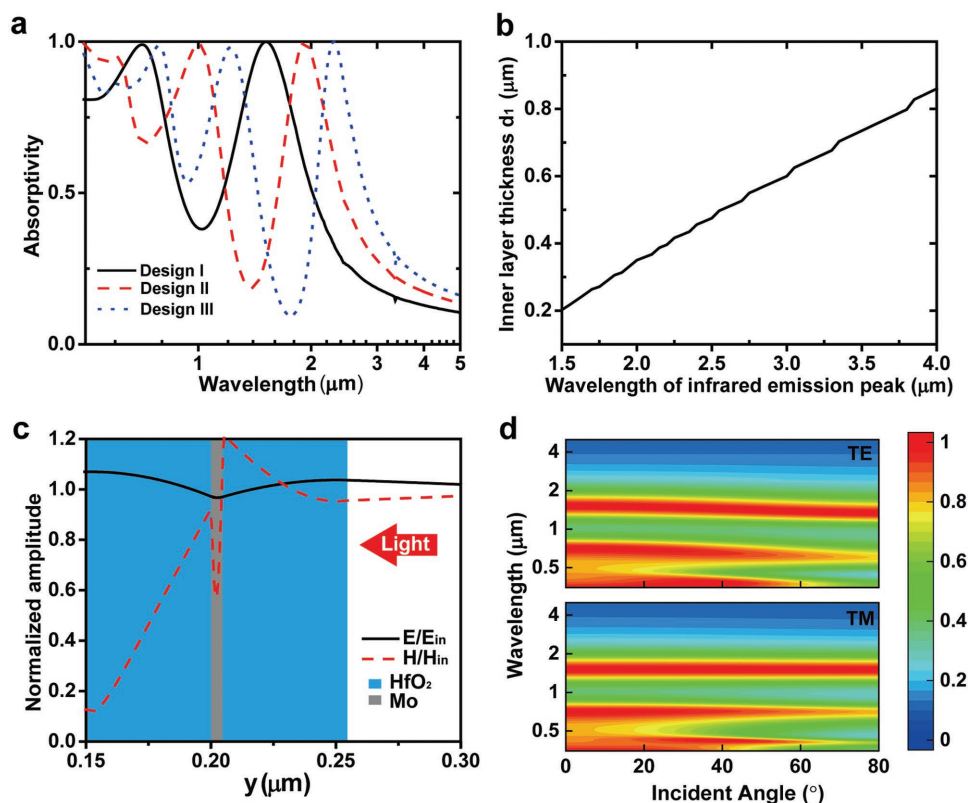 a
1.0
0.5
0.0
Absorptivity
Design I
Design II
Design III
1 2 3 4 5
Wavelength (μm)
b
0.8
0.6
0.4
0.2
Inner layer thickness d₁ (μm)
1.5 2.0 2.5 3.0 3.5 4.0
Wavelength of infrared emission peak (μm)
c
1.2
1.0
0.8
0.6
0.4
0.2
0.0
Normalized amplitude
Light
E/Ein
H/Hin
HfO₂
Mo
0.15 0.20 0.25 0.30
y (μm)
d
TE
4
2
1
0.5
TM
4
2
1
0.5
Wavelength (μm)
0 20 40 60 80
Incident Angle (°)
1
0.8
0.6
0.4
0.2
0